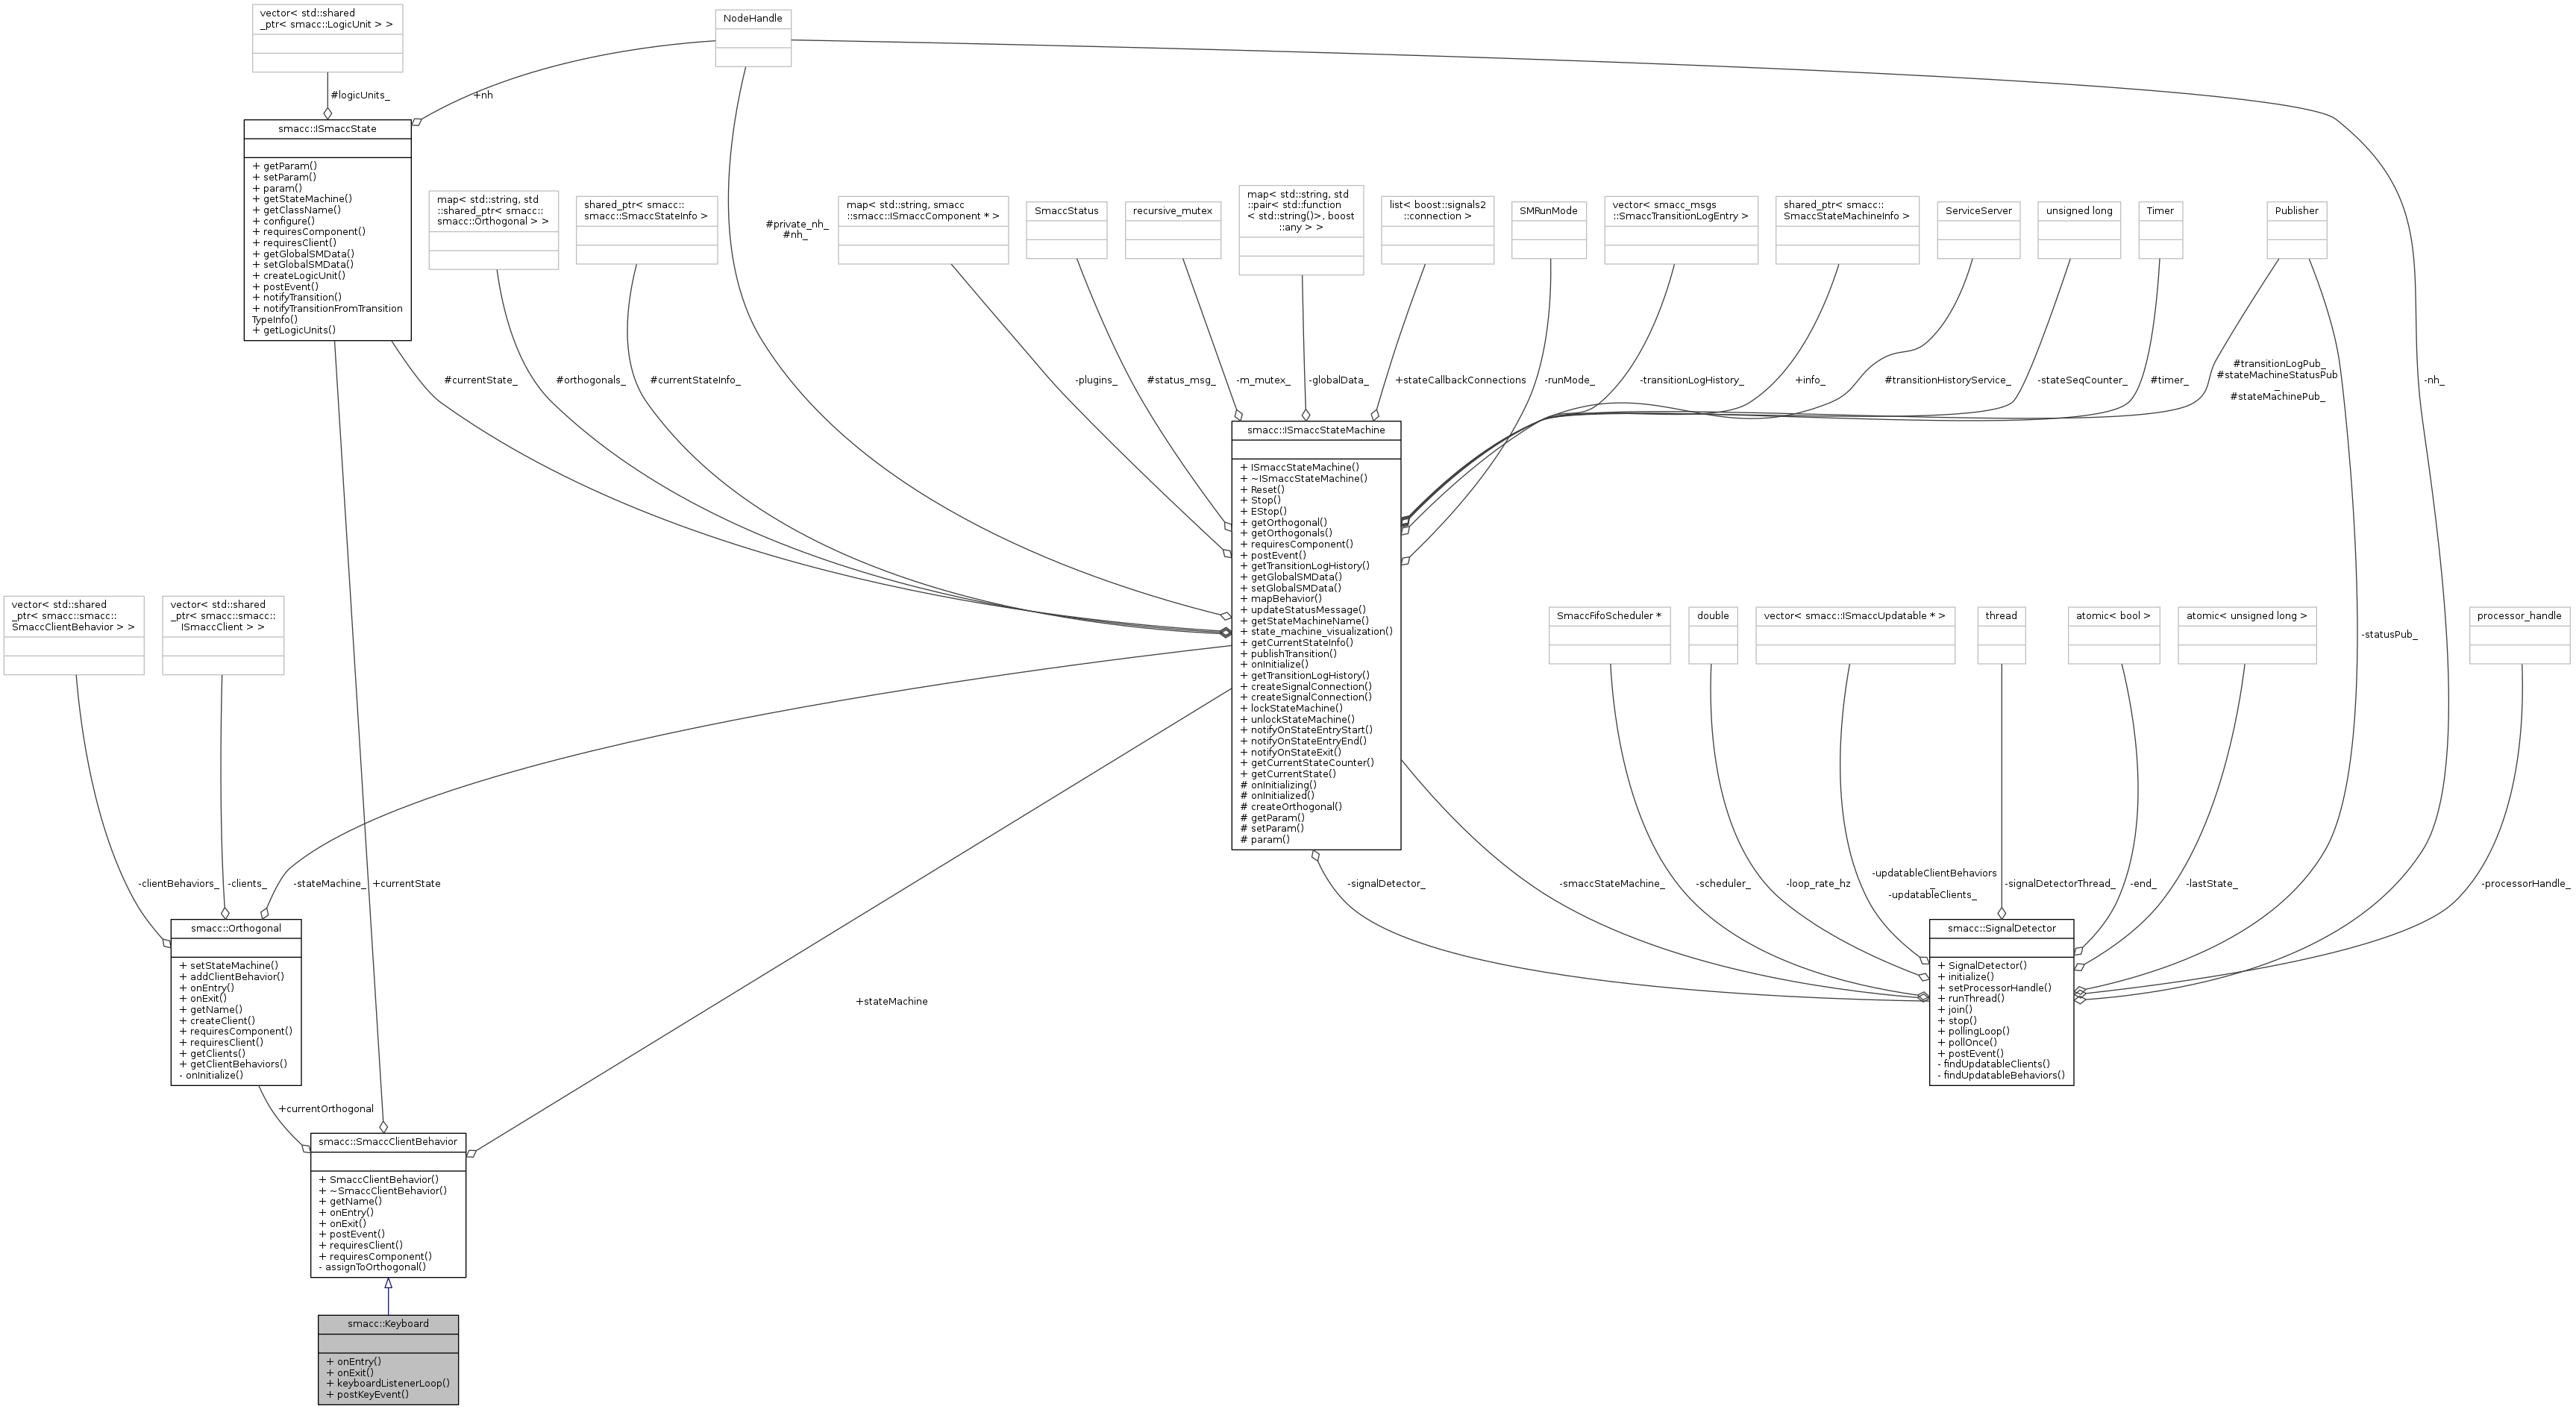 vector< std::shared
_ptr< smacc::LogicUnit > >
NodeHandle
#logicUnits_
+nh
smacc::ISmaccState
+ getParam()
+ setParam()
+ param()
+ getStateMachine()
+ getClassName()
+ configure()
+ requiresComponent()
+ requiresClient()
+ getGlobalSMData()
+ setGlobalSMData()
+ createLogicUnit()
+ postEvent()
+ notifyTransition()
+ notifyTransitionFromTransition
TypeInfo()
+ getLogicUnits()
map< std::string, std
::shared_ptr< smacc::
smacc::Orthogonal > >
shared_ptr< smacc::
smacc::SmaccStateInfo >
#private_nh_
#nh_
map< std::string, smacc
::smacc::ISmaccComponent * >
SmaccStatus
recursive_mutex
map< std::string, std
::pair< std::function
< std::string()>, boost
::any > >
list< boost::signals2
::connection >
SMRunMode
vector< smacc_msgs
::SmaccTransitionLogEntry >
shared_ptr< smacc::
SmaccStateMachineInfo >
ServiceServer
unsigned long
Timer
Publisher
#currentState_
#orthogonals_
#currentStateInfo_
-plugins_
#status_msg_
-m_mutex_
-globalData_
+stateCallbackConnections
-runMode_
-transitionLogHistory_
+info_
#transitionHistoryService_
-stateSeqCounter_
#timer_
#transitionLogPub_
#stateMachineStatusPub
_
#stateMachinePub_
-nh_
smacc::ISmaccStateMachine
+ ISmaccStateMachine()
+ ~ISmaccStateMachine()
+ Reset()
+ Stop()
+ EStop()
+ getOrthogonal()
+ getOrthogonals()
+ requiresComponent()
+ postEvent()
+ getTransitionLogHistory()
+ getGlobalSMData()
+ setGlobalSMData()
+ mapBehavior()
+ updateStatusMessage()
+ getStateMachineName()
+ state_machine_visualization()
+ getCurrentStateInfo()
+ publishTransition()
+ onInitialize()
+ getTransitionLogHistory()
+ createSignalConnection()
+ createSignalConnection()
+ lockStateMachine()
+ unlockStateMachine()
+ notifyOnStateEntryStart()
+ notifyOnStateEntryEnd()
+ notifyOnStateExit()
+ getCurrentStateCounter()
+ getCurrentState()
# onInitializing()
# onInitialized()
# createOrthogonal()
# getParam()
# setParam()
# param()
vector< std::shared
_ptr< smacc::smacc::
SmaccClientBehavior > >
vector< std::shared
_ptr< smacc::smacc::
ISmaccClient > >
SmaccFifoScheduler *
double
vector< smacc::ISmaccUpdatable * >
thread
atomic< bool >
atomic< unsigned long >
-statusPub_
processor_handle
-clientBehaviors_
-clients_
-stateMachine_
+currentState
-signalDetector_
-smaccStateMachine_
-scheduler_
-loop_rate_hz
-updatableClientBehaviors
_
-updatableClients_
-signalDetectorThread_
-end_
-lastState_
-processorHandle_
smacc::Orthogonal
+ setStateMachine()
+ addClientBehavior()
+ onEntry()
+ onExit()
+ getName()
+ createClient()
+ requiresComponent()
+ requiresClient()
+ getClients()
+ getClientBehaviors()
- onInitialize()
+stateMachine
smacc::SignalDetector
+ SignalDetector()
+ initialize()
+ setProcessorHandle()
+ runThread()
+ join()
+ stop()
+ pollingLoop()
+ pollOnce()
+ postEvent()
- findUpdatableClients()
- findUpdatableBehaviors()
+currentOrthogonal
smacc::SmaccClientBehavior
+ SmaccClientBehavior()
+ ~SmaccClientBehavior()
+ getName()
+ onEntry()
+ onExit()
+ postEvent()
+ requiresClient()
+ requiresComponent()
- assignToOrthogonal()
smacc::Keyboard
+ onEntry()
+ onExit()
+ keyboardListenerLoop()
+ postKeyEvent()